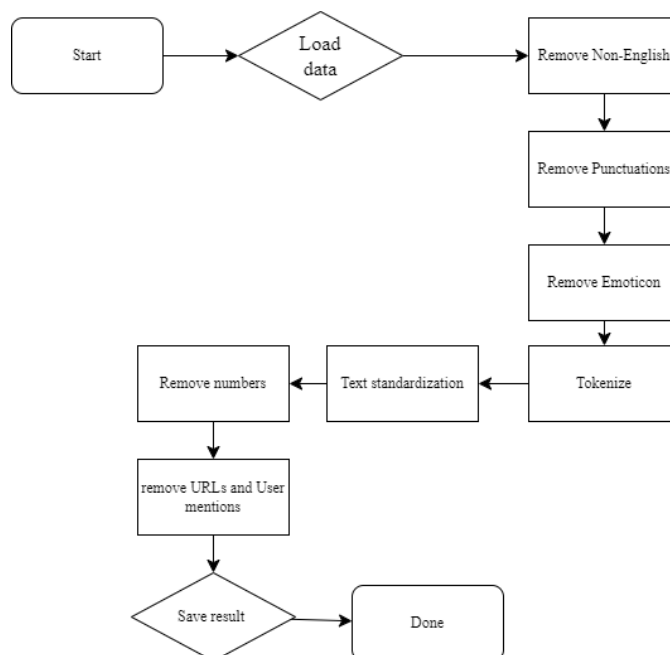 Start
Load
data
Remove Non-English
Remove Punctuations
Remove Emoticon
Tokenize
Text standardization
Remove numbers
remove URLs and User
mentions
Save result
Done